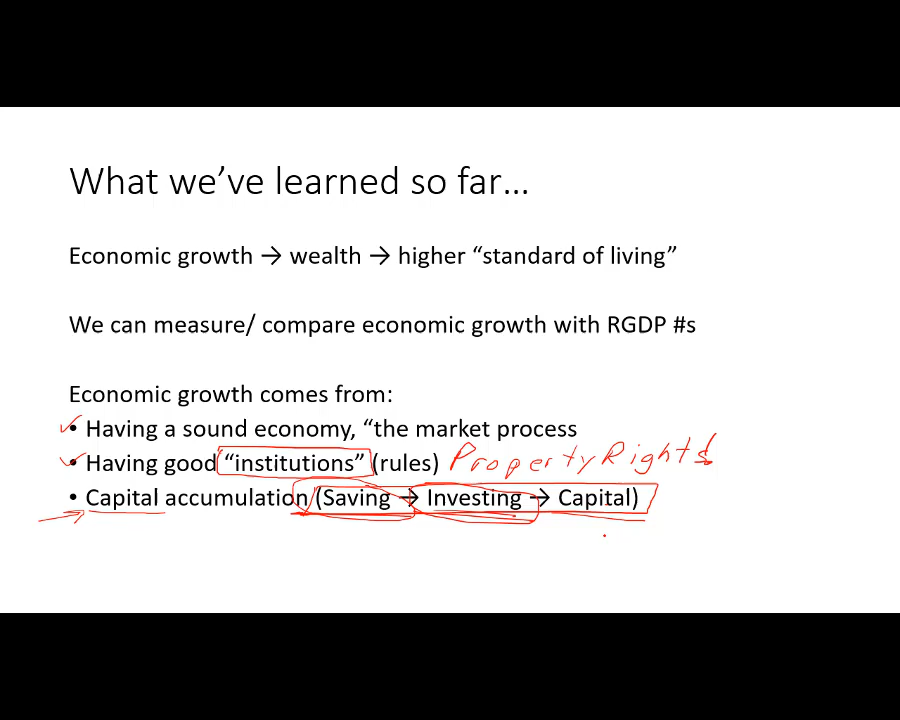 What we’ve learned so far…
Economic growth → wealth → higher “standard of living”
We can measure/ compare economic growth with RGDP #s
Economic growth comes from:
• Having a sound economy, “the market process
• Having good “institutions” (rules) Property Rights
• Capital accumulation (Saving → Investing → Capital)